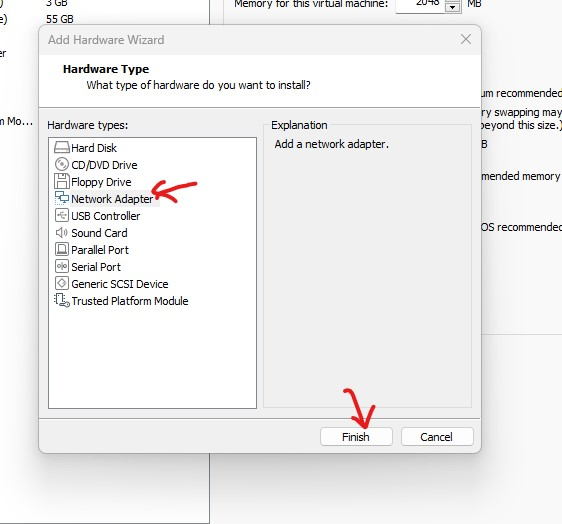 3 GB
Memory for this virtual machine: 2048 MB
e) 55 GB
Add Hardware Wizard
Hardware Type
What type of hardware do you want to install?
um recommended
Hardware types:
Explanation
ry swapping may
m Mo...
Hard Disk
Add a network adapter.
beyond this size.)
CD/DVD Drive
Floppy Drive
mended memory
Network Adapter
USB Controller
OS recommended
Sound Card
Parallel Port
Serial Port
Generic SCSI Device
Trusted Platform Module
Finish
Cancel